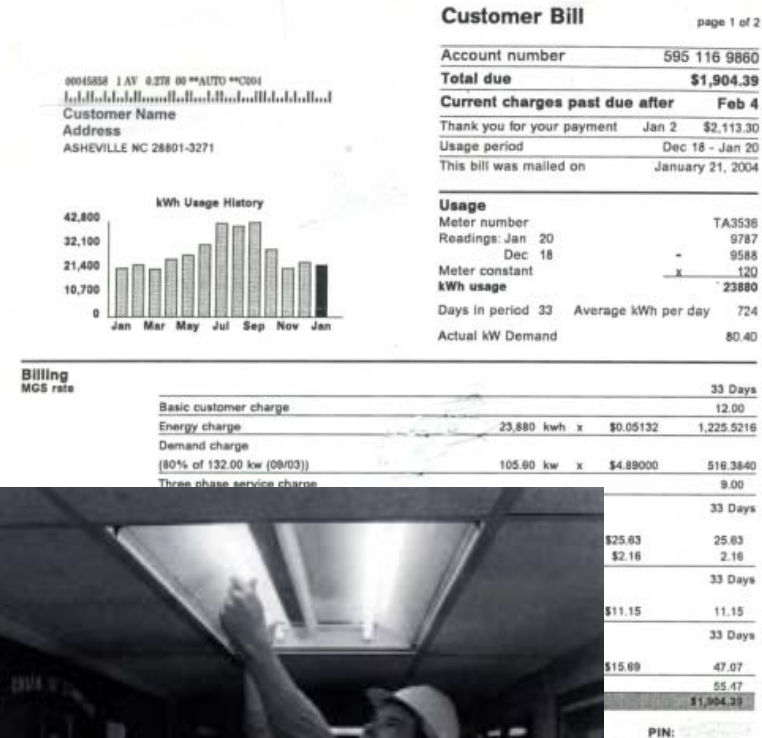 Customer Bill page 1 of 2
Account number 595 116 9860
Total due $1,904.39
Current charges past due after Feb 4
Thank you for your payment Jan 2 $2,113.30
Usage period Dec 18 - Jan 20
This bill was mailed on January 21, 2004
00045858 1 AV 0.278 00 **AUTO **C001
Customer Name
Address
ASHEVILLE NC 28801-3271
kWh Usage History
42,800
32,100
21,400
10,700
0
Jan Mar May Jul Sep Nov Jan
Usage
Meter number TA3536
Readings: Jan 20 9787
Dec 18 - 9588
Meter constant x 120
kWh usage 23880
Days in period 33 Average kWh per day 724
Actual kW Demand 80.40
Billing
MGS rate 33 Days
Basic customer charge 12.00
Energy charge 23,880 kwh x $0.05132 1,225.5216
Demand charge
(80% of 132.00 kw (09/03)) 105.60 kw x $4.89000 516.3840
Three phase service charge 9.00
33 Days
$25.63 25.63
$2.16 2.16
33 Days
$11.15 11.15
33 Days
$15.69 47.07
55.47
$1,904.39
PIN: